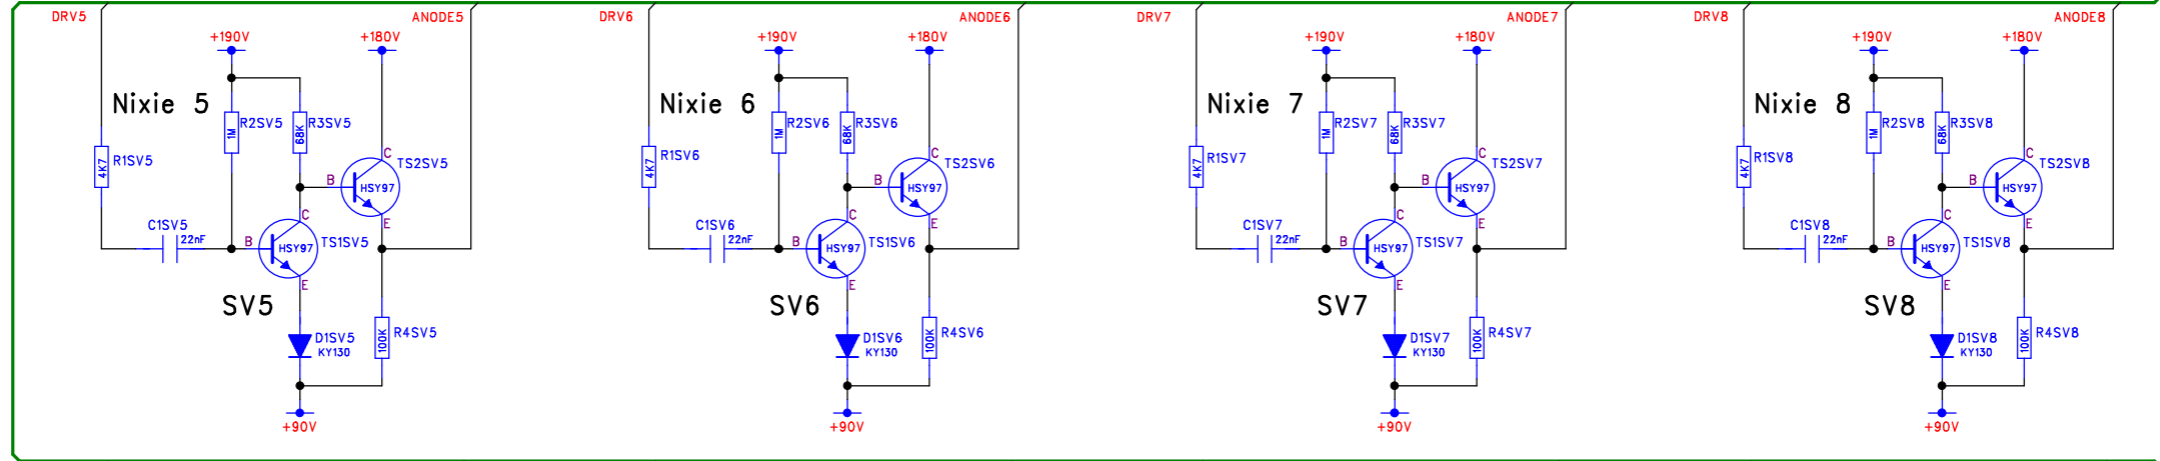 DRV5
ANODE5
DRV6
ANODE6
DRV7
ANODE7
DRV8
ANODE8
+190V
+180V
+190V
+180V
+190V
+180V
+190V
+180V
Nixie 5
R2SV5
1M
R3SV5
68K
Nixie 6
R2SV6
1M
R3SV6
68K
Nixie 7
R2SV7
1M
R3SV7
68K
Nixie 8
R2SV8
1M
R3SV8
68K
R1SV5
4K7
C
TS2SV5
B
HSY97
E
R1SV6
4K7
C
TS2SV6
B
HSY97
E
R1SV7
4K7
C
TS2SV7
B
HSY97
E
R1SV8
4K7
C
TS2SV8
B
HSY97
E
C1SV5
22nF
B
C
HSY97
TS1SV5
E
C1SV6
22nF
B
C
HSY97
TS1SV6
E
C1SV7
22nF
B
C
HSY97
TS1SV7
E
C1SV8
22nF
B
C
HSY97
TS1SV8
E
SV5
SV6
SV7
SV8
D1SV5
KY130
100K
R4SV5
D1SV6
KY130
100K
R4SV6
D1SV7
KY130
100K
R4SV7
D1SV8
KY130
100K
R4SV8
+90V
+90V
+90V
+90V